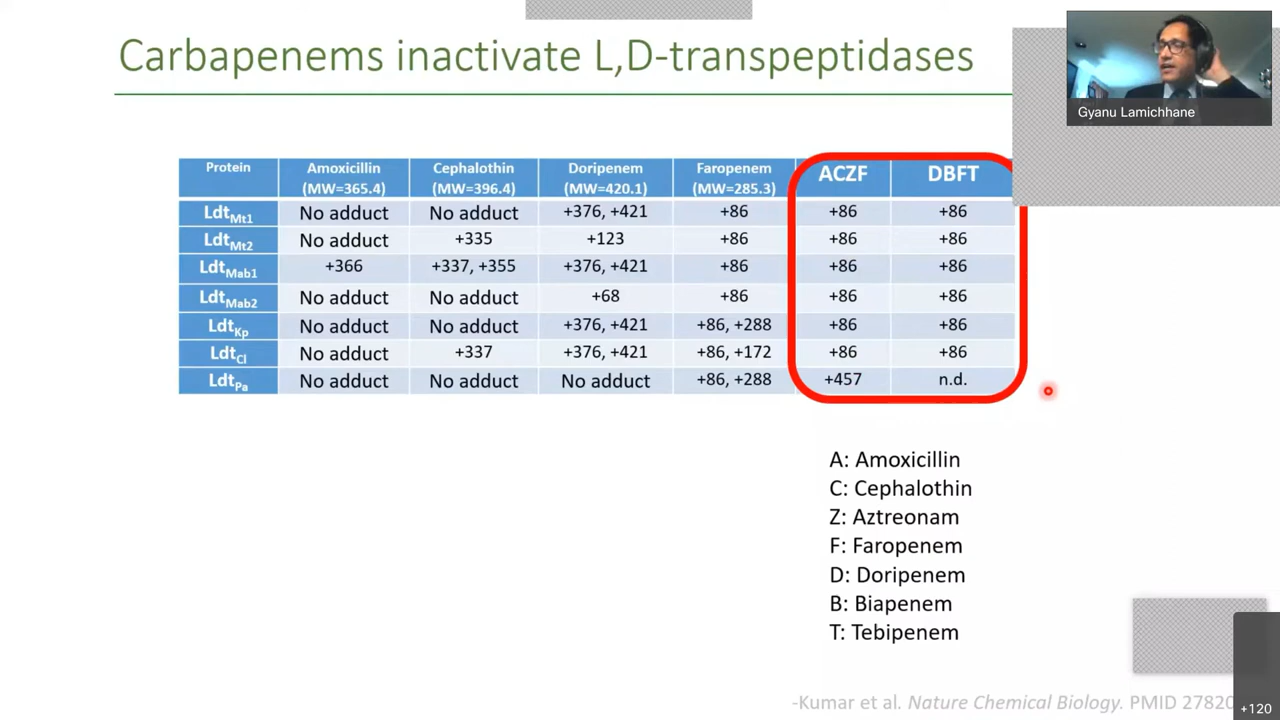 Carbapenems inactivate L,D-transpeptidases
Gyanu Lamichhane
Protein Amoxicillin (MW=365.4) Cephalothin (MW=396.4) Doripenem (MW=420.1) Faropenem (MW=285.3) ACZF DBFT
LdtMt1 No adduct No adduct +376, +421 +86 +86 +86
LdtMt2 No adduct +335 +123 +86 +86 +86
LdtMab1 +366 +337, +355 +376, +421 +86 +86 +86
LdtMab2 No adduct No adduct +68 +86 +86 +86
LdtKp No adduct No adduct +376, +421 +86, +288 +86 +86
LdtCl No adduct +337 +376, +421 +86, +172 +86 +86
LdtPa No adduct No adduct No adduct +86, +288 +457 n.d.
A: Amoxicillin
C: Cephalothin
Z: Aztreonam
F: Faropenem
D: Doripenem
B: Biapenem
T: Tebipenem
-Kumar et al. Nature Chemical Biology. PMID 27820
+120